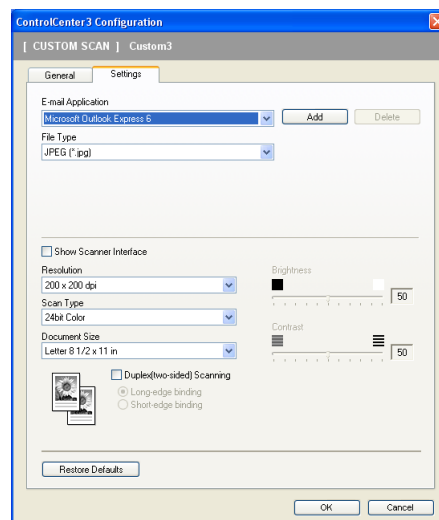 ControlCenter3 Configuration
[ CUSTOM SCAN ] Custom3
General Settings
E-mail Application
Microsoft Outlook Express 6 Add Delete
File Type
JPEG (*.jpg)
Show Scanner Interface
Resolution Brightness
200 x 200 dpi 50
Scan Type
24bit Color
Contrast
Document Size
Letter 8 1/2 x 11 in 50
Duplex(two-sided) Scanning
Long-edge binding
Short-edge binding
Restore Defaults
OK Cancel